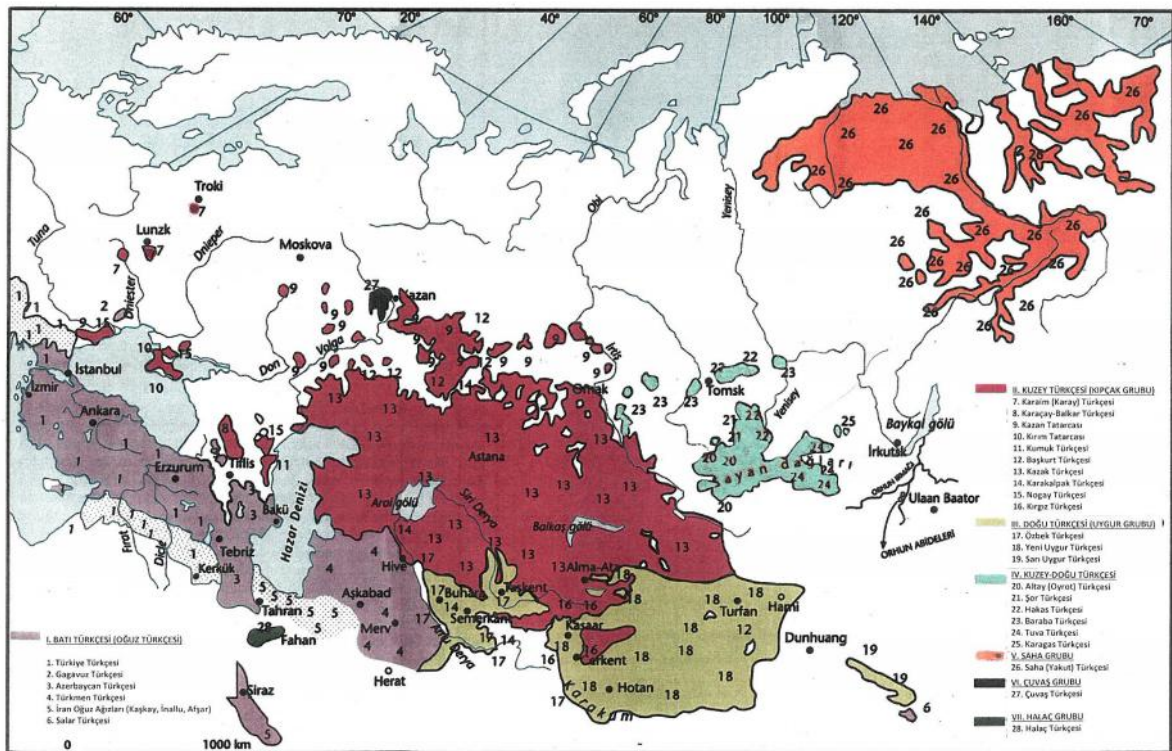 60° 70° 20° 40° 60° 80° 100° 120° 140° 160° 70°
Troki
7
Lunzk
7
7
Tuna
Dniester
Dnieper
Moskova
Obi
Yenisey
27
Kazan
Volga
Don
İrtiş
Omsk
Tomsk
Yenisey
Sayan dağları
Baykal gölü
İrkutsk
ORHUN IRMAĞI
Ulaan Baator
ORHUN ABİDELERİ
İstanbul
İzmir
Ankara
Erzurum
Tiflis
Bakü
Hazar Denizi
Astana
Aral gölü
Siri Derya
Balkaş gölü
Fırat
Dicle
Tebriz
Kerkük
Tahran
28
Fahan
Şiraz
Aşkabad
Merv
Herat
Hive
Buhara
Semerkant
Taşkent
Amu Derya
Alma-Ata
Kaşgar
Yarkent
Hotan
Karakum
Turfan
Hami
Dunhuang
I. BATI TÜRKÇESİ (OĞUZ TÜRKÇESİ)
1. Türkiye Türkçesi
2. Gagavuz Türkçesi
3. Azerbaycan Türkçesi
4. Türkmen Türkçesi
5. İran Oğuz Ağızları (Kaşkay, İnallu, Afşar)
6. Salar Türkçesi
0 1000 km
II. KUZEY TÜRKÇESİ (KIPÇAK GRUBU)
7. Karaim (Karay) Türkçesi
8. Karaçay-Balkar Türkçesi
9. Kazan Tatarcası
10. Kırım Tatarcası
11. Kumuk Türkçesi
12. Başkurt Türkçesi
13. Kazak Türkçesi
14. Karakalpak Türkçesi
15. Nogay Türkçesi
16. Kırgız Türkçesi
III. DOĞU TÜRKÇESİ (UYGUR GRUBU)
17. Özbek Türkçesi
18. Yeni Uygur Türkçesi
19. Sarı Uygur Türkçesi
IV. KUZEY-DOĞU TÜRKÇESİ
20. Altay (Oyrot) Türkçesi
21. Şor Türkçesi
22. Hakas Türkçesi
23. Baraba Türkçesi
24. Tuva Türkçesi
25. Karagas Türkçesi
V. SAHA GRUBU
26. Saha (Yakut) Türkçesi
VI. ÇUVAŞ GRUBU
27. Çuvaş Türkçesi
VII. HALAÇ GRUBU
28. Halaç Türkçesi